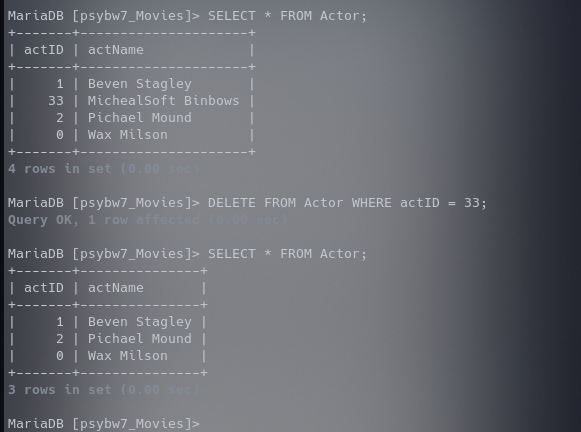 MariaDB [psybw7_Movies]> SELECT * FROM Actor;
+-------+---------------------+
| actID | actName             |
+-------+---------------------+
|     1 | Beven Stagley       |
|    33 | MichealSoft Binbows |
|     2 | Pichael Mound       |
|     0 | Wax Milson          |
+-------+---------------------+
4 rows in set (0.00 sec)
MariaDB [psybw7_Movies]> DELETE FROM Actor WHERE actID = 33;
Query OK, 1 row affected (0.00 sec)
MariaDB [psybw7_Movies]> SELECT * FROM Actor;
+-------+---------------+
| actID | actName       |
+-------+---------------+
|     1 | Beven Stagley |
|     2 | Pichael Mound |
|     0 | Wax Milson    |
+-------+---------------+
3 rows in set (0.00 sec)
MariaDB [psybw7_Movies]>